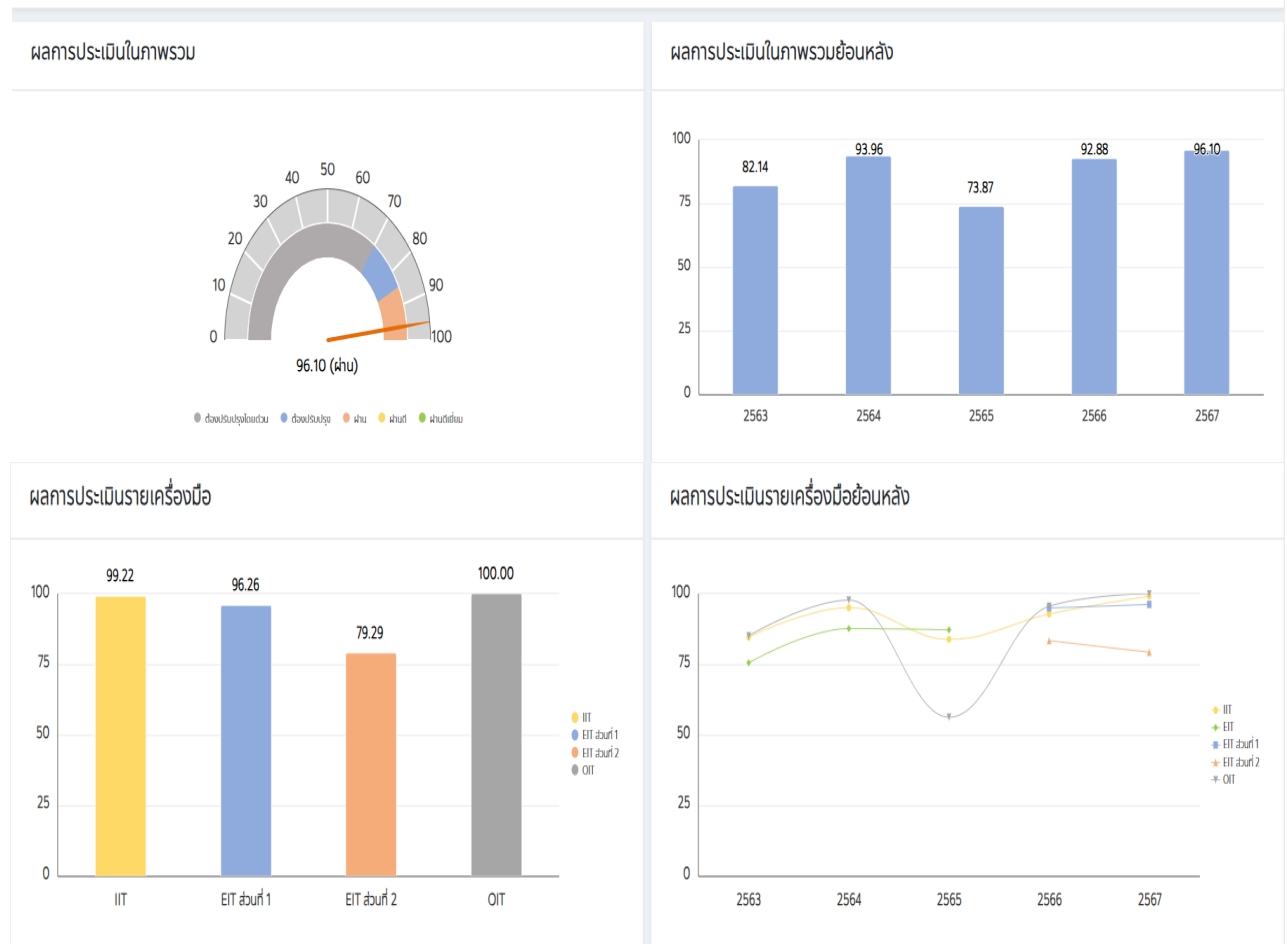 ผลการประเมินในภาพรวม
0
10
20
30
40
50
60
70
80
90
100
96.10 (ผ่าน)
ต้องปรับปรุงโดยด่วน ต้องปรับปรุง ผ่าน ผ่านดี ผ่านดีเยี่ยม
ผลการประเมินในภาพรวมย้อนหลัง
100
75
50
25
0
82.14
93.96
73.87
92.88
96.10
2563 2564 2565 2566 2567
ผลการประเมินรายเครื่องมือ
100
75
50
25
0
99.22
96.26
79.29
100.00
IIT EIT ส่วนที่ 1 EIT ส่วนที่ 2 OIT
IIT
EIT ส่วนที่ 1
EIT ส่วนที่ 2
OIT
ผลการประเมินรายเครื่องมือย้อนหลัง
100
75
50
25
0
2563 2564 2565 2566 2567
IIT
EIT
EIT ส่วนที่ 1
EIT ส่วนที่ 2
OIT